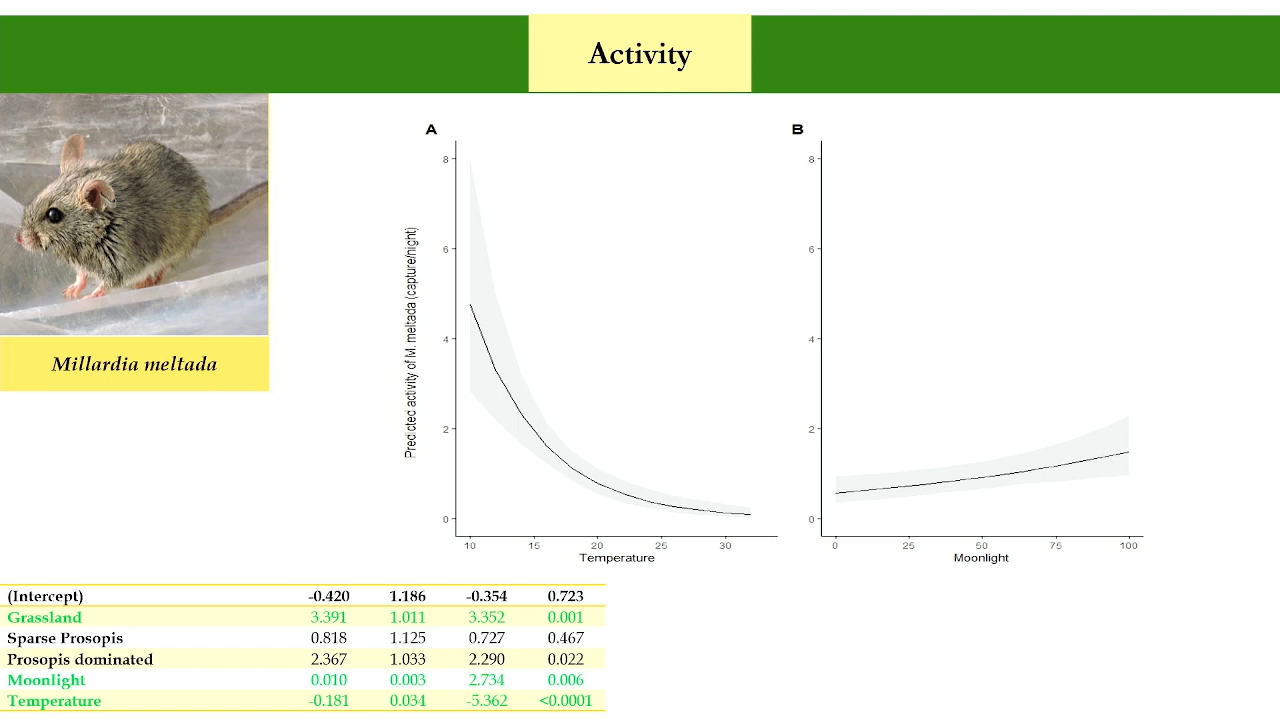 Activity
Millardia meltada
A
8
6
4
2
0
Predicted activity of M. meltada (capture/night)
10 15 20 25 30
Temperature
B
8
6
4
2
0
0 25 50 75 100
Moonlight
(Intercept) -0.420 1.186 -0.354 0.723
Grassland 3.391 1.011 3.352 0.001
Sparse Prosopis 0.818 1.125 0.727 0.467
Prosopis dominated 2.367 1.033 2.290 0.022
Moonlight 0.010 0.003 2.734 0.006
Temperature -0.181 0.034 -5.362 <0.0001